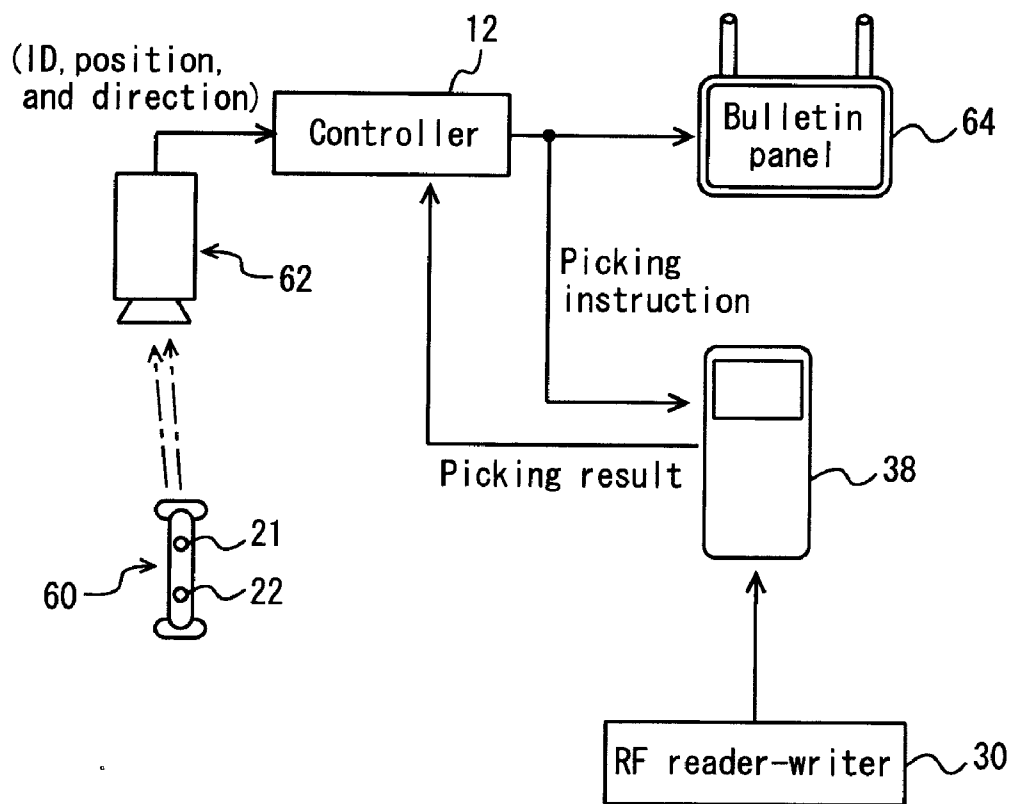 12
(ID, position,
and direction)
Controller
Bulletin
panel
64
62
Picking
instruction
Picking result
38
21
60
22
RF reader-writer
30